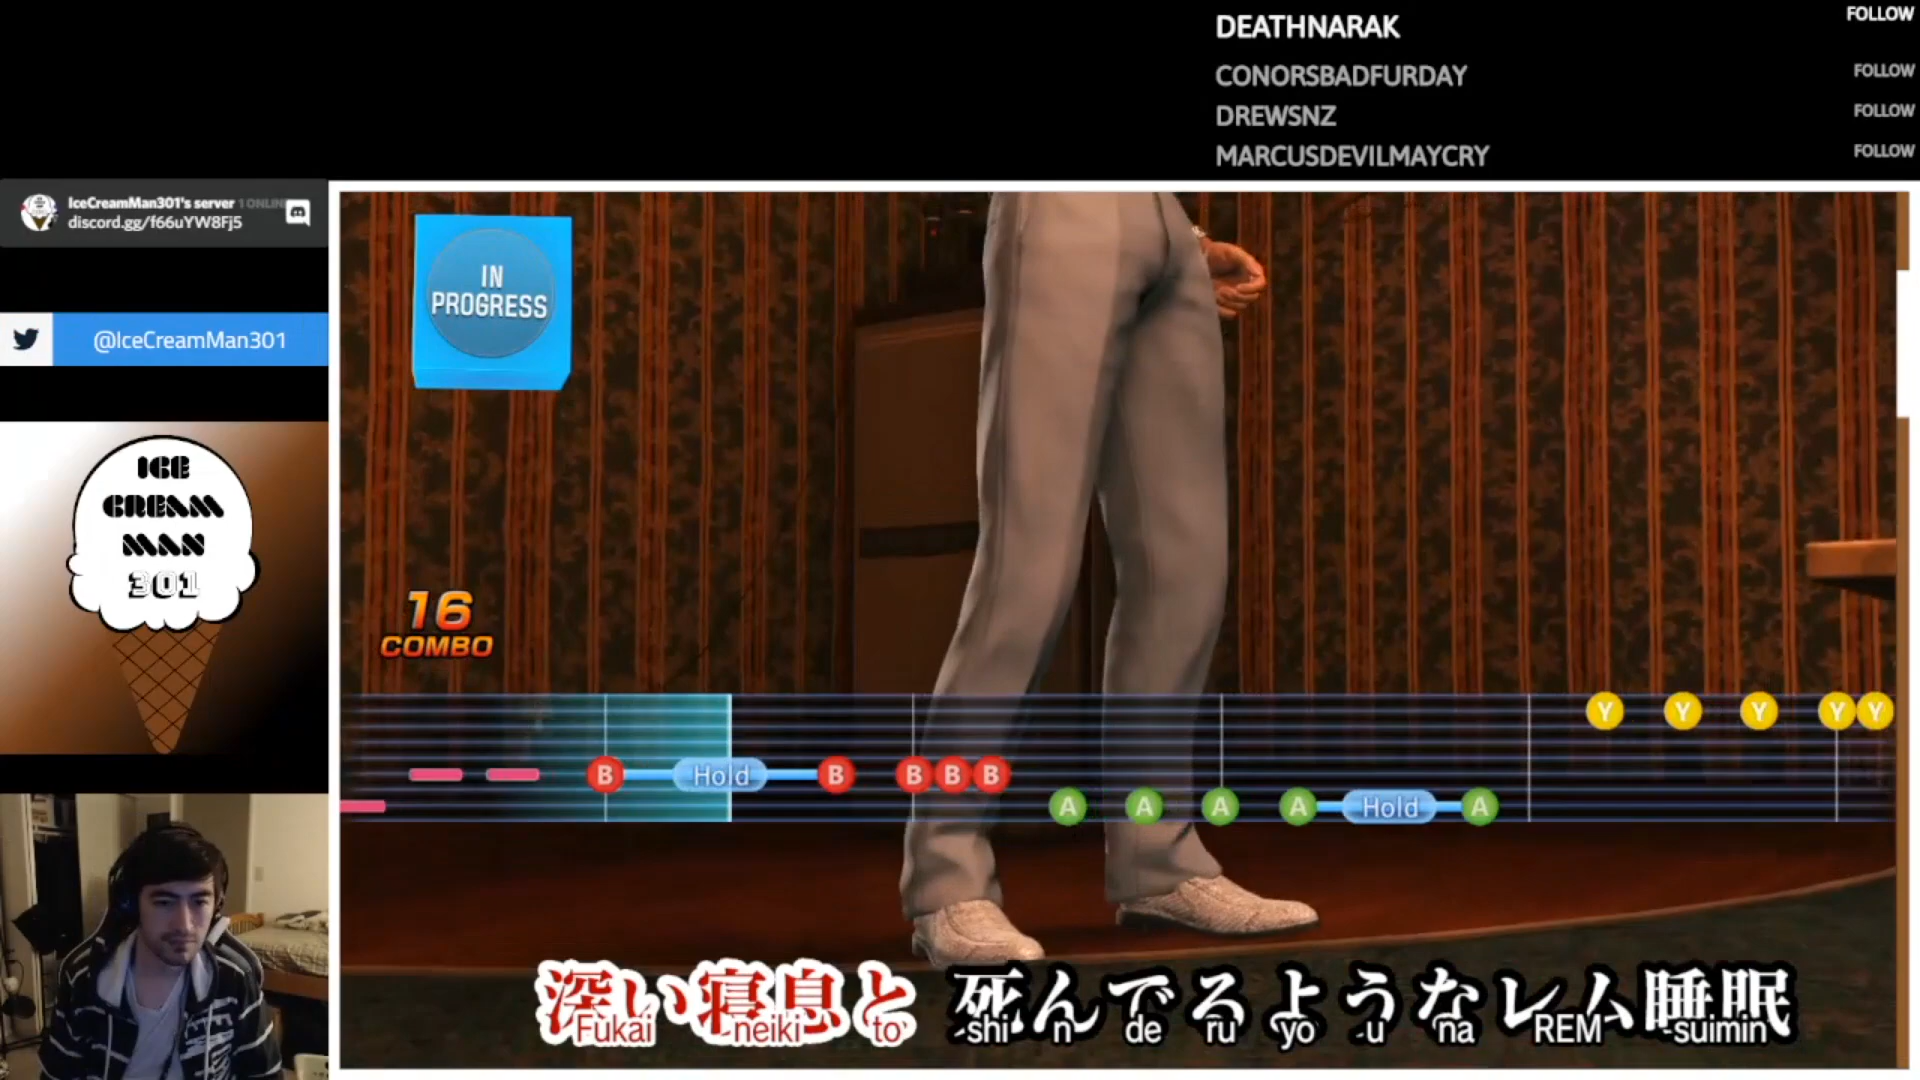 DEATHNARAK FOLLOW
CONORSBADFURDAY FOLLOW
DREWSNZ FOLLOW
MARCUSDEVILMAYCRY FOLLOW
IceCreamMan301's server 1 ONLIN
discord.gg/f66uYW8Fj5
@IceCreamMan301
ICE
CREAM
MAN
301
IN
PROGRESS
16
COMBO
Y Y Y Y Y
B Hold B B B B
A A A A Hold A
深い寝息と 死んでるようなレム睡眠
Fukai neiki to shi n de ru yo u na REM suimin